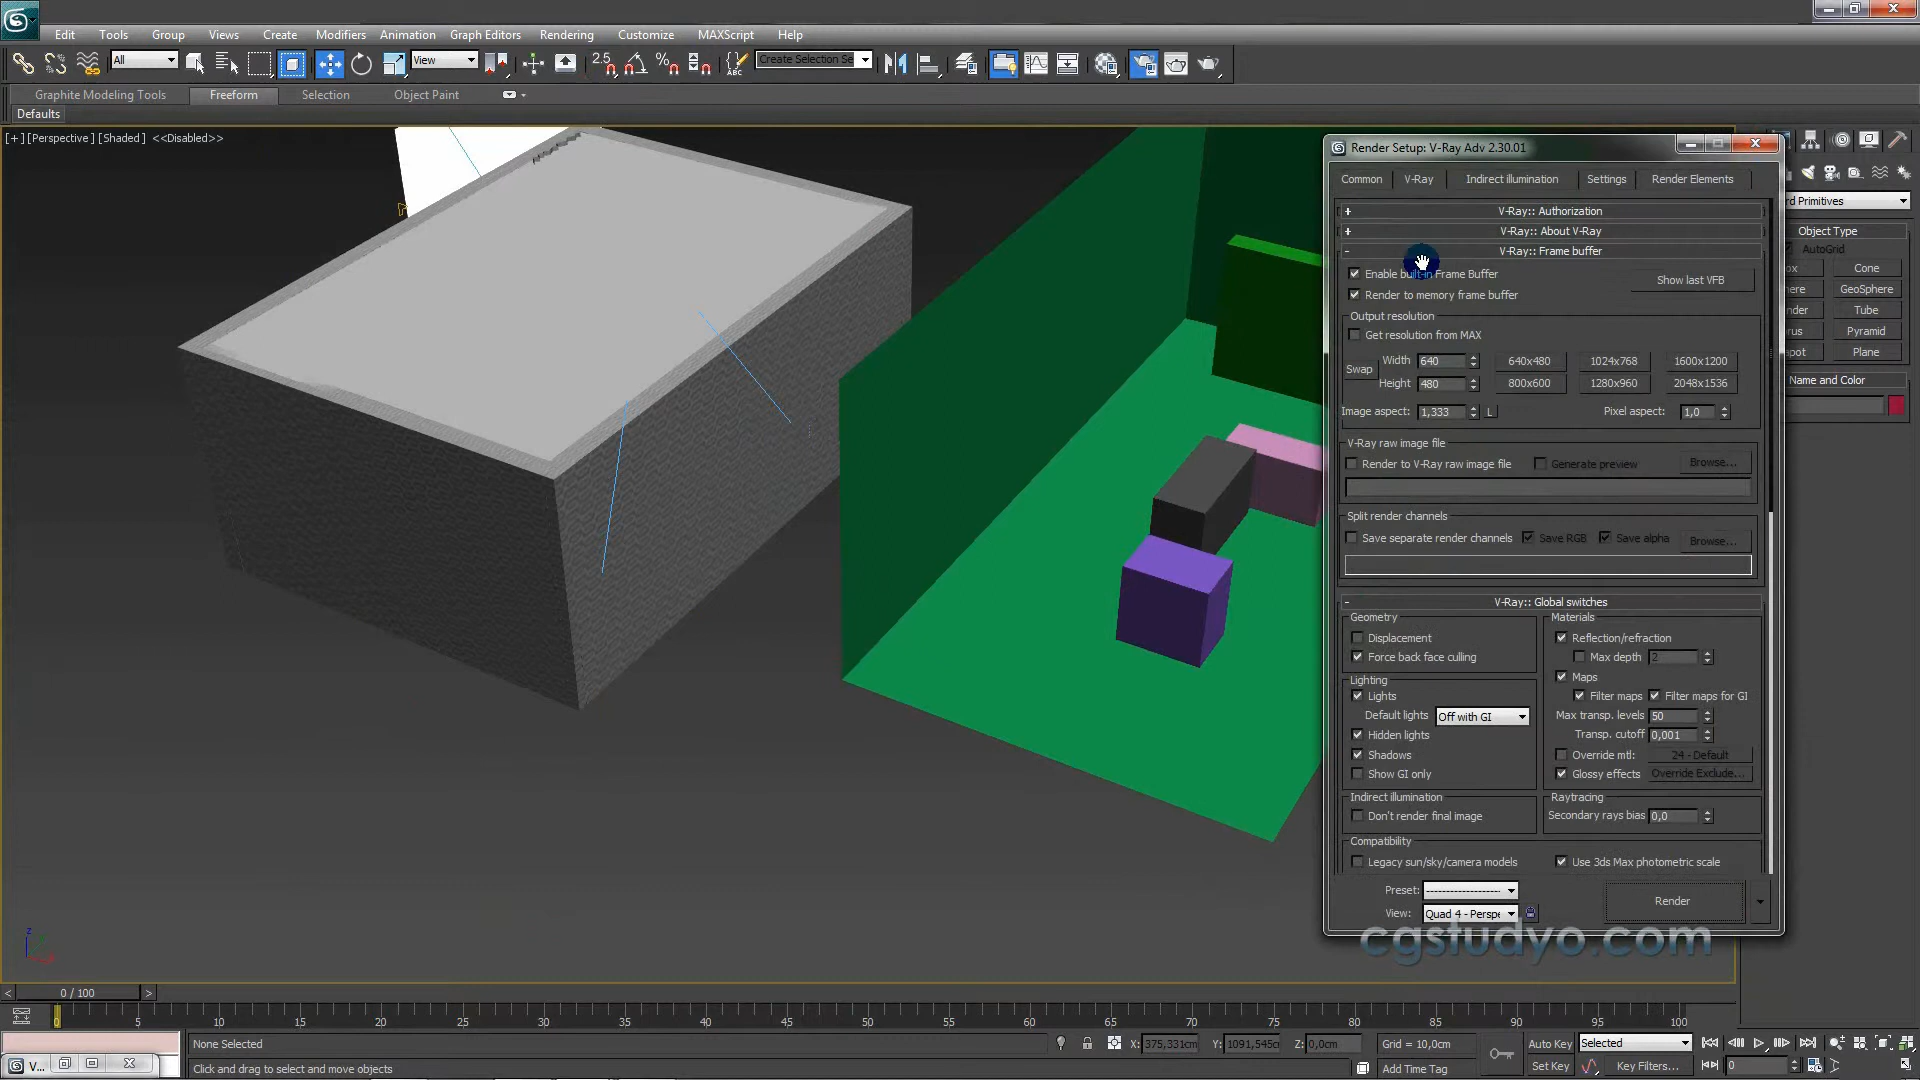 Edit Tools Group Views Create Modifiers Animation Graph Editors Rendering Customize MAXScript Help
All View 2.5 ABC Create Selection Se
Graphite Modeling Tools Freeform Selection Object Paint
Defaults
[+][Perspective][Shaded] <<Disabled>>
Render Setup: V-Ray Adv 2.30.01
Common V-Ray Indirect illumination Settings Render Elements
+ V-Ray:: Authorization
+ V-Ray:: About V-Ray
- V-Ray:: Frame buffer
Enable built-in Frame Buffer
Show last VFB
Render to memory frame buffer
Output resolution
Get resolution from MAX
Swap
Width 640 640x480 1024x768 1600x1200
Height 480 800x600 1280x960 2048x1536
Image aspect: 1,333 L Pixel aspect: 1,0
V-Ray raw image file
Render to V-Ray raw image file Generate preview Browse...
Split render channels
Save separate render channels Save RGB Save alpha Browse...
- V-Ray:: Global switches
Geometry
Displacement
Force back face culling
Lighting
Lights
Default lights Off with GI
Hidden lights
Shadows
Show GI only
Indirect illumination
Don't render final image
Compatibility
Legacy sun/sky/camera models
Materials
Reflection/refraction
Max depth 2
Maps
Filter maps Filter maps for GI
Max transp. levels 50
Transp. cutoff 0,001
Override mtl: 24 - Default
Glossy effects Override Exclude...
Raytracing
Secondary rays bias 0,0
Use 3ds Max photometric scale
Preset: --------------------
View: Quad 4 - Perspe
Render
cgstudyo.com
rd Primitives
Object Type
AutoGrid
ox Cone
here GeoSphere
nder Tube
rus Pyramid
apot Plane
Name and Color
z
< 0 / 100 >
0 5 10 15 20 25 30 35 40 45 50 55 60 65 70 75 80 85 90 95 100
None Selected X: 375,331cm Y: 1091,545cm Z: 0,0cm Grid = 10,0cm Auto Key Selected
V... Click and drag to select and move objects Add Time Tag Set Key Key Filters... 0